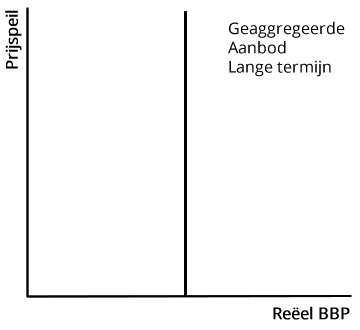 Prijspeil
Geaggregeerde
Aanbod
Lange termijn
Reëel BBP